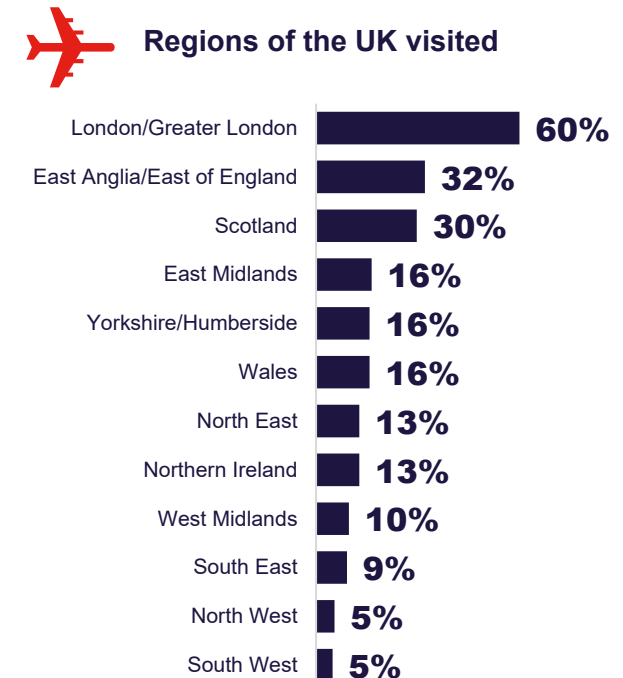 Regions of the UK visited
London/Greater London 60%
East Anglia/East of England 32%
Scotland 30%
East Midlands 16%
Yorkshire/Humberside 16%
Wales 16%
North East 13%
Northern Ireland 13%
West Midlands 10%
South East 9%
North West 5%
South West 5%